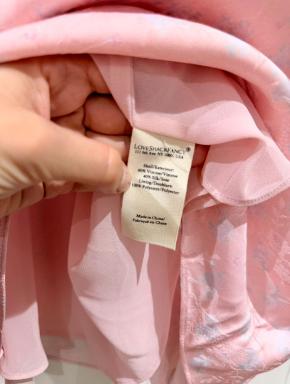 LOVESHACKFANCY®
Shell/Exterieur:
60% Viscose/Viscose
40% Silk/Soie
Lining/Doublure:
100% Polyester/Polyester
Made in China/
Fabriqué en Chine